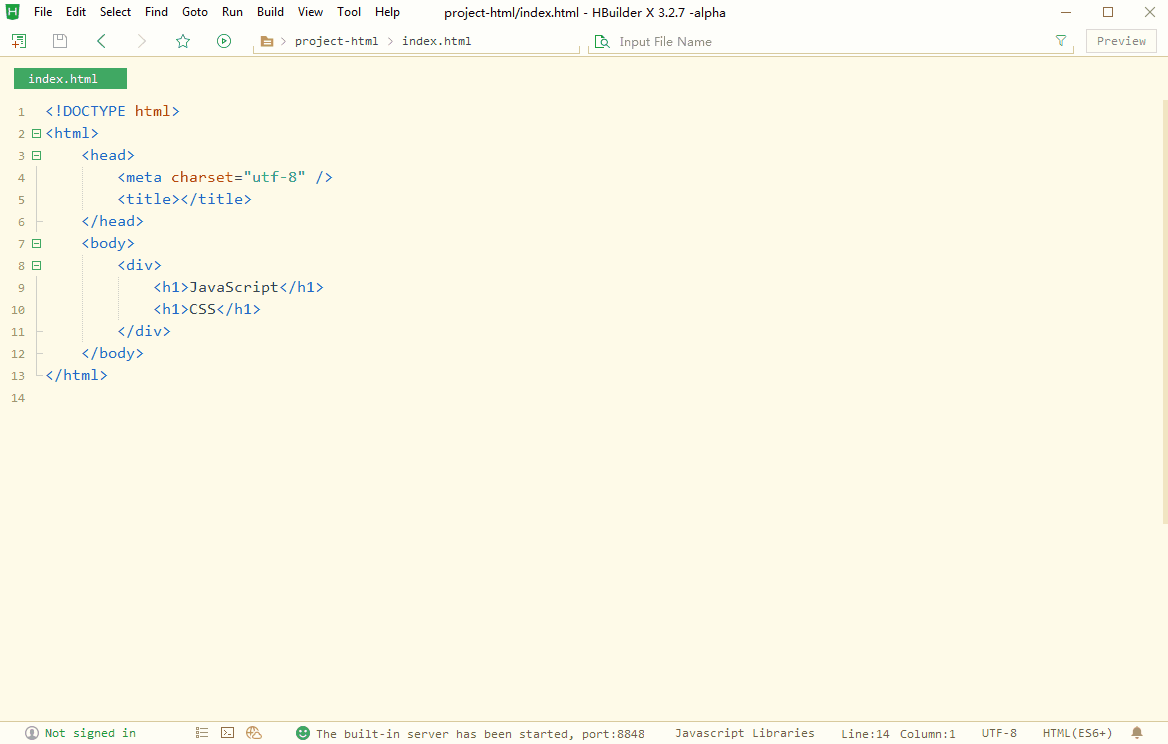 H File Edit Select Find Goto Run Build View Tool Help project-html/index.html - HBuilder X 3.2.7 -alpha
project-html index.html Input File Name Preview
index.html
1 <!DOCTYPE html>
2 <html>
3 <head>
4 <meta charset="utf-8" />
5 <title></title>
6 </head>
7 <body>
8 <div>
9 <h1>JavaScript</h1>
10 <h1>CSS</h1>
11 </div>
12 </body>
13 </html>
14
Not signed in The built-in server has been started, port:8848 Javascript Libraries Line:14 Column:1 UTF-8 HTML(ES6+)